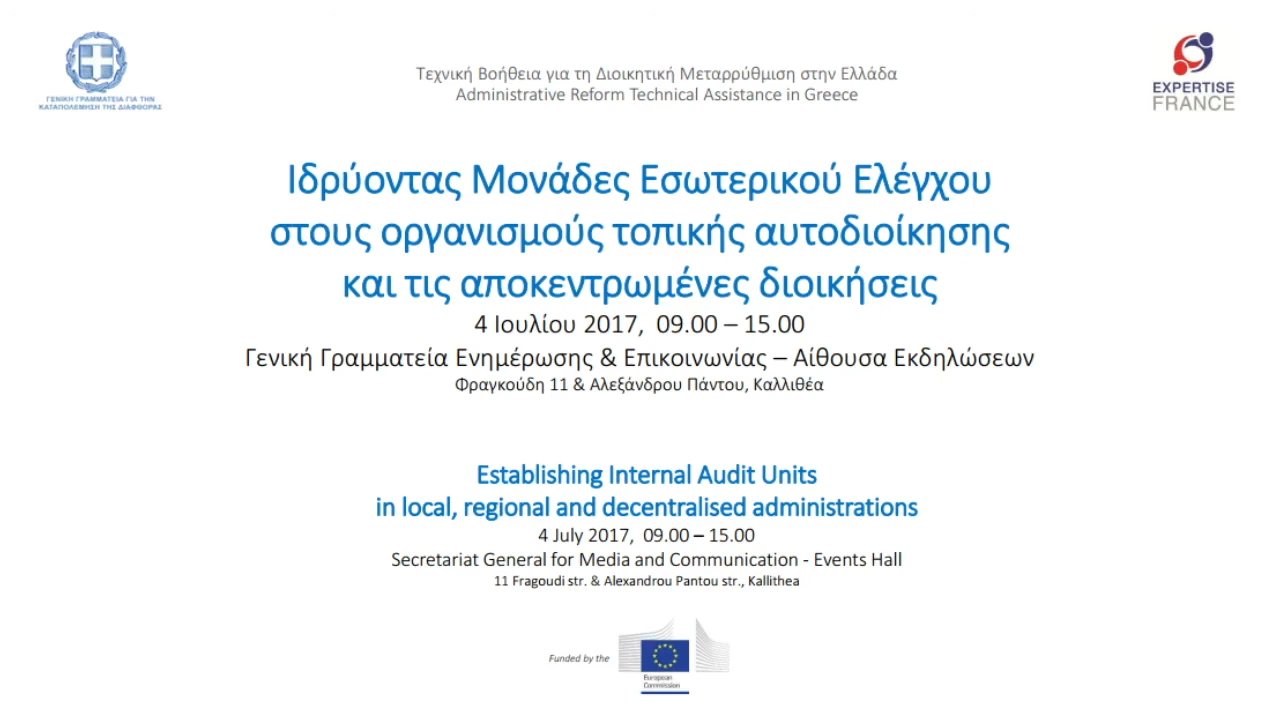 ΓΕΝΙΚΗ ΓΡΑΜΜΑΤΕΙΑ ΓΙΑ ΤΗΝ
ΚΑΤΑΠΟΛΕΜΗΣΗ ΤΗΣ ΔΙΑΦΘΟΡΑΣ
Τεχνική Βοήθεια για τη Διοικητική Μεταρρύθμιση στην Ελλάδα
Administrative Reform Technical Assistance in Greece
EXPERTISE
FRANCE
Ιδρύοντας Μονάδες Εσωτερικού Ελέγχου
στους οργανισμούς τοπικής αυτοδιοίκησης
και τις αποκεντρωμένες διοικήσεις
4 Ιουλίου 2017, 09.00 – 15.00
Γενική Γραμματεία Ενημέρωσης & Επικοινωνίας – Αίθουσα Εκδηλώσεων
Φραγκούδη 11 & Αλεξάνδρου Πάντου, Καλλιθέα
Establishing Internal Audit Units
in local, regional and decentralised administrations
4 July 2017, 09.00 – 15.00
Secretariat General for Media and Communication - Events Hall
11 Fragoudi str. & Alexandrou Pantou str., Kallithea
Funded by the
European
Commission